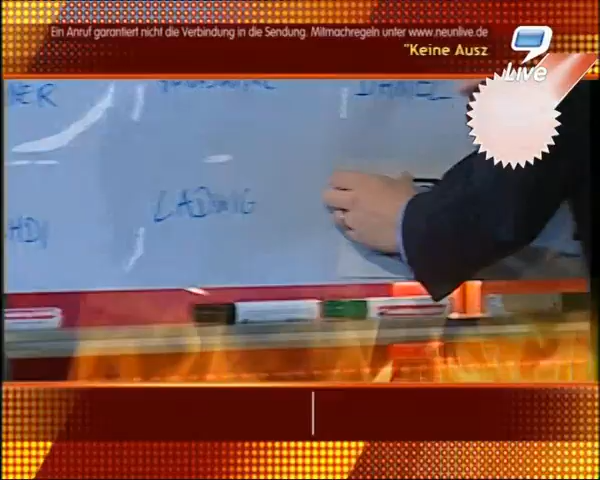 Ein Anruf garantiert nicht die Verbindung in die Sendung. Mitmachregeln unter www.neunlive.de
"Keine Ausz
Live
DANIEL
HDI
LADWIG